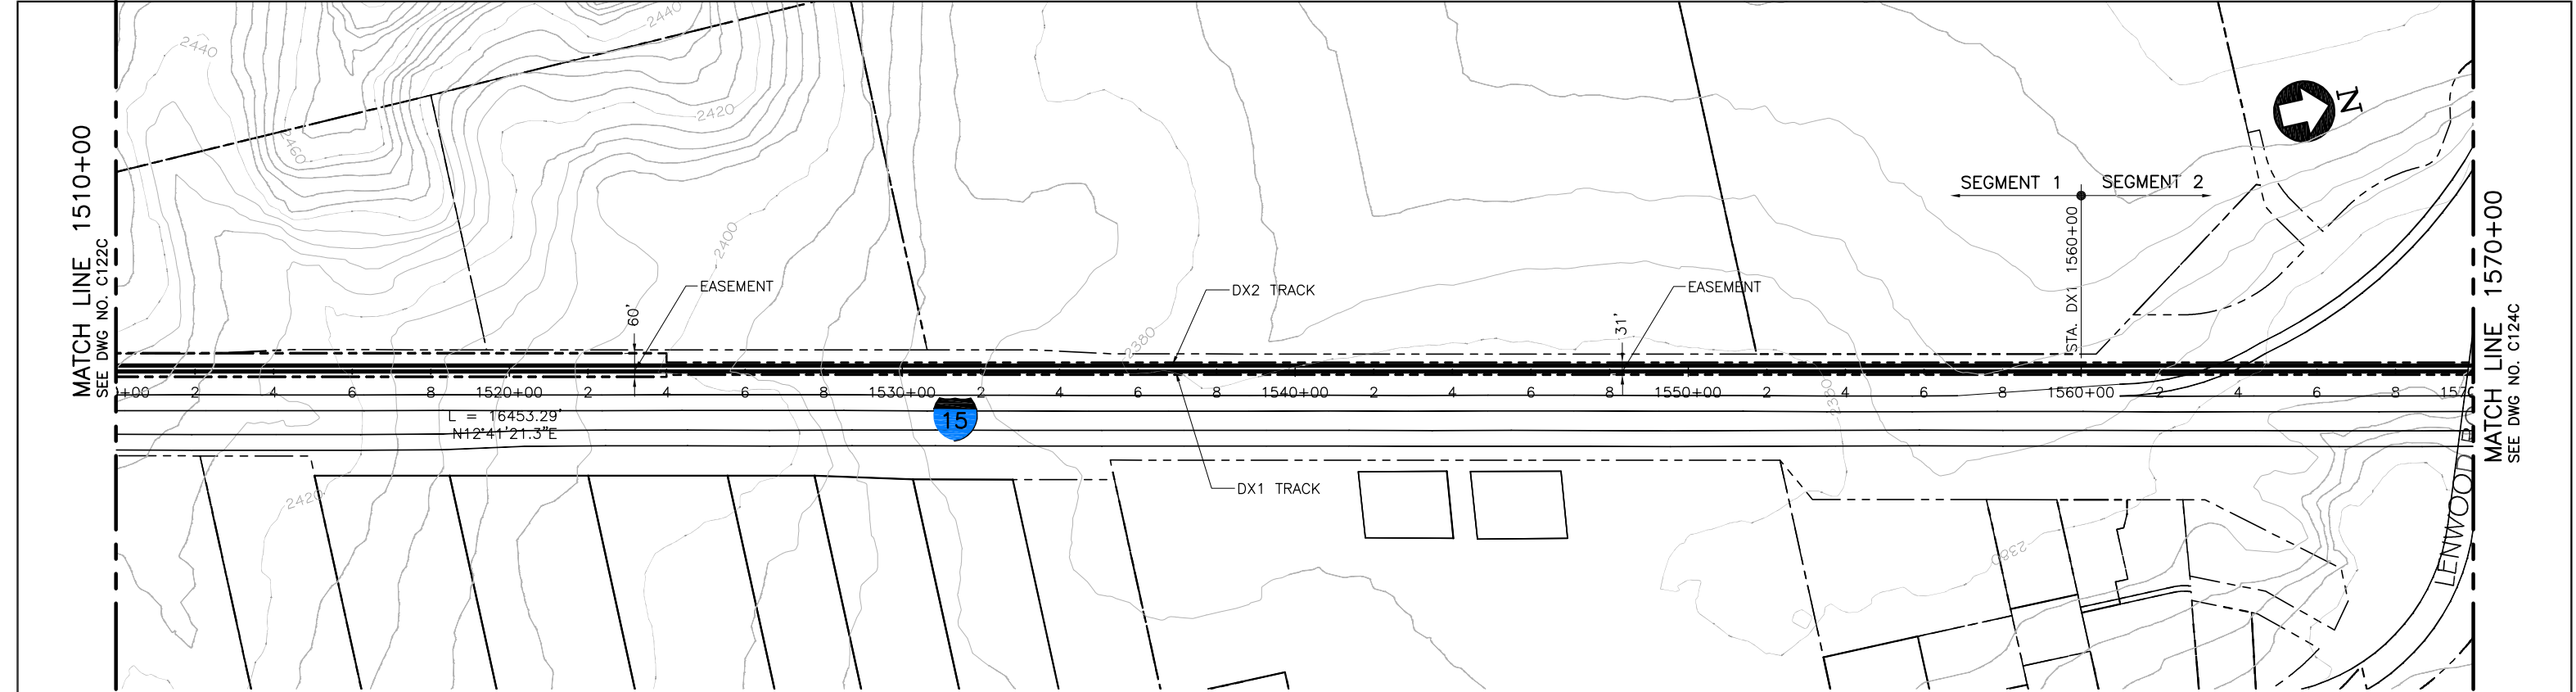 MATCH LINE 1510+00
SEE DWG NO. C122C
2440
2440
2420
2460
2400
N
SEGMENT 1
SEGMENT 2
STA. DX1 1560+00
60'
EASEMENT
DX2 TRACK
2380
31'
EASEMENT
+00 2 4 6 8 1520+00 2 4 6 8 1530+00 2 4 6 8 1540+00 2 4 6 8 1550+00 2 4 6 8 1560+00 2 4 6 8 1570
2380
L = 16453.29'
N12°41'21.3"E
15
DX1 TRACK
2420
2380
LENWOOD
MATCH LINE 1570+00
SEE DWG NO. C124C